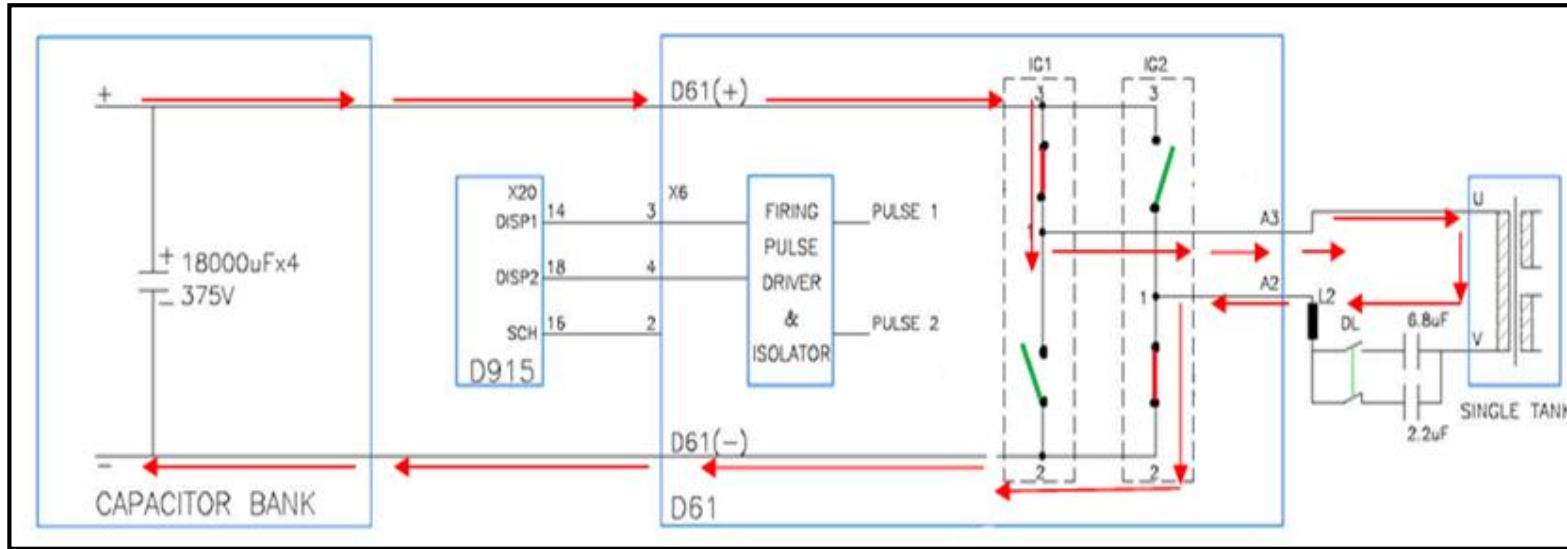 +
-
+ 18000uFx4
- 375V
CAPACITOR BANK
X20
DISP1 14
DISP2 18
SCH 16
D915
D61(+)
X6
3
4
2
FIRING
PULSE
DRIVER
&
ISOLATOR
PULSE 1
PULSE 2
D61(-)
D61
IG1
3
1
2
IG2
3
1
2
A3
A2
L2
DL
6.8uF
2.2uF
U
V
SINGLE TANK